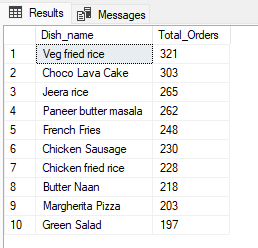 Results Messages
Dish_name Total_Orders
1 Veg fried rice 321
2 Choco Lava Cake 303
3 Jeera rice 265
4 Paneer butter masala 262
5 French Fries 248
6 Chicken Sausage 230
7 Chicken fried rice 228
8 Butter Naan 218
9 Margherita Pizza 203
10 Green Salad 197